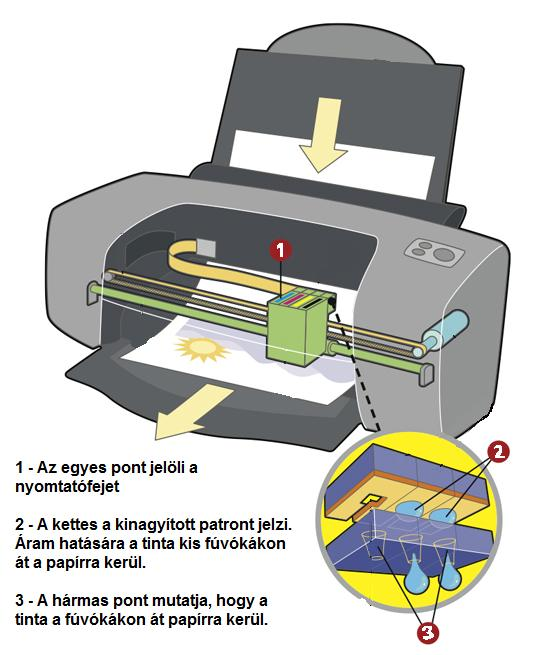 1
2
3
1 - Az egyes pont jelöli a
nyomtatófejet
2 - A kettes a kinagyított patront jelzi.
Áram hatására a tinta kis fúvókákon
át a papírra kerül.
3 - A hármas pont mutatja, hogy a
tinta a fúvókákon át papírra kerül.